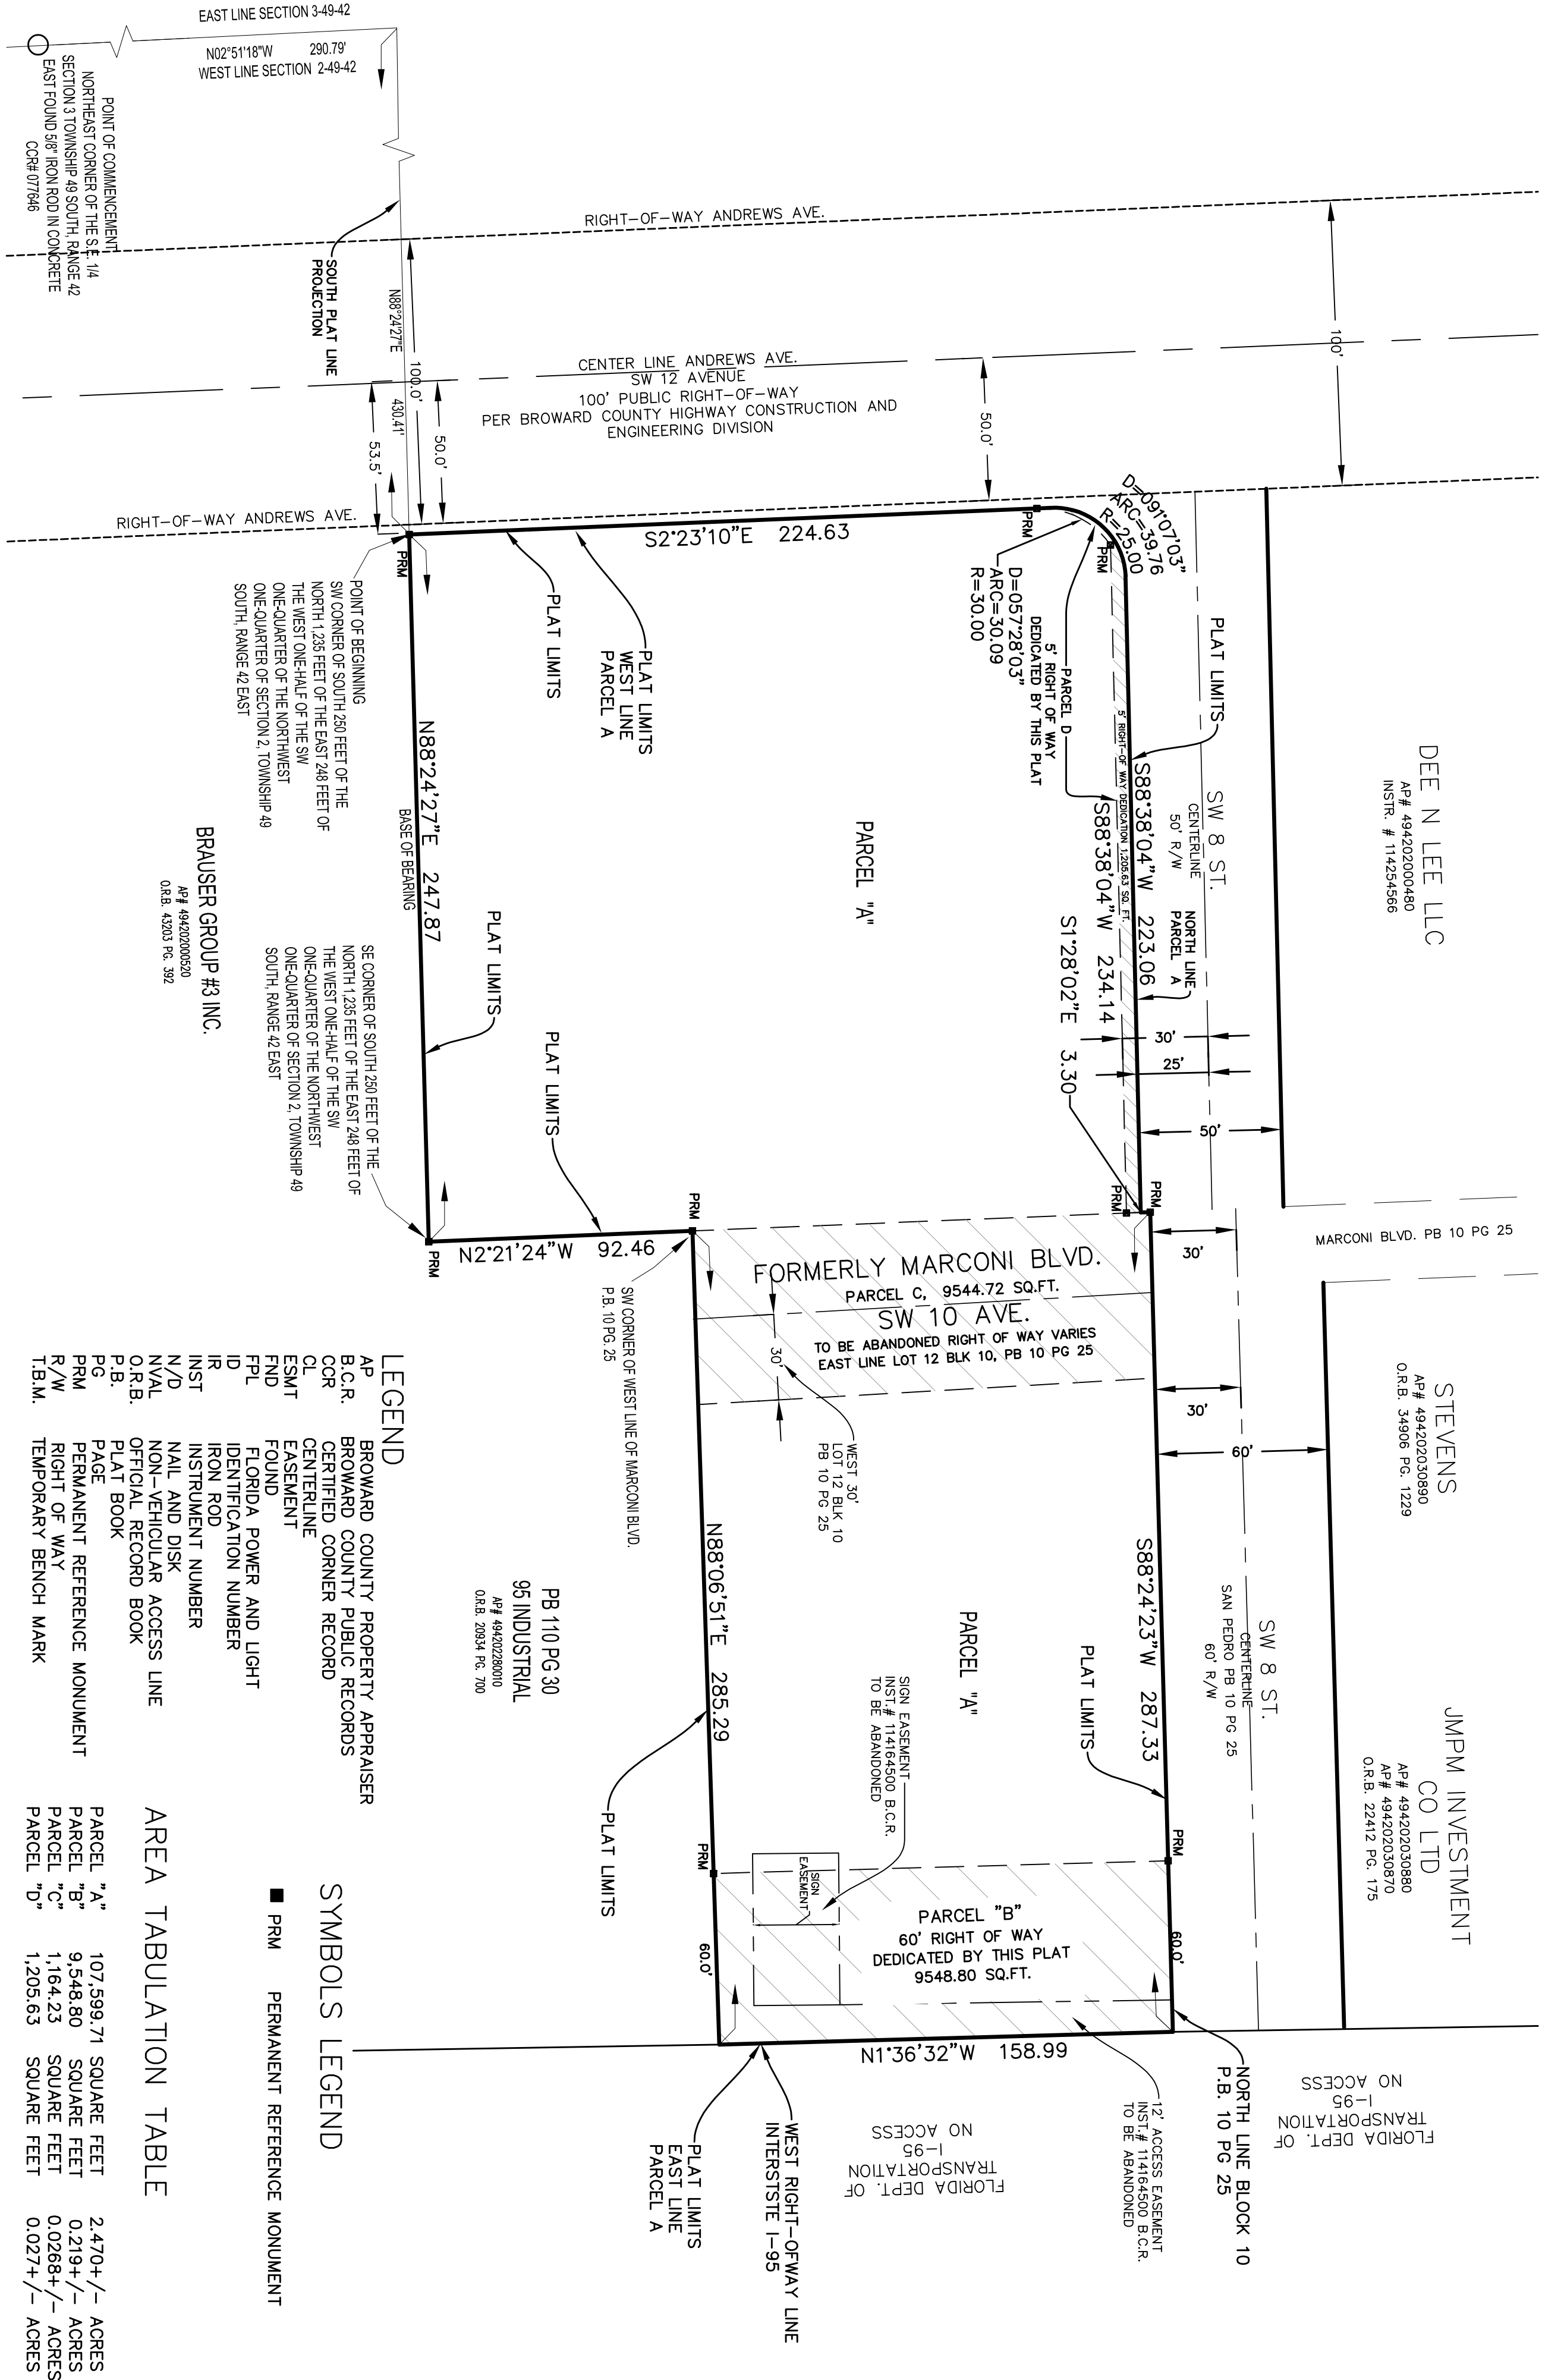 EAST LINE SECTION 3-49-42
N02°51'18"W 290.79'
WEST LINE SECTION 2-49-42
POINT OF COMMENCEMENT
NORTHEAST CORNER OF THE S.E. 1/4
SECTION 3 TOWNSHIP 49 SOUTH, RANGE 42
EAST FOUND 5/8" IRON ROD IN CONCRETE
CCR# 077646
RIGHT-OF-WAY ANDREWS AVE.
SOUTH PLAT LINE
PROJECTION
N88°24'27"E 430.41'
100.0'
50.0'
53.5'
CENTER LINE ANDREWS AVE.
SW 12 AVENUE
100' PUBLIC RIGHT-OF-WAY
PER BROWARD COUNTY HIGHWAY CONSTRUCTION AND
ENGINEERING DIVISION
50.0'
100'
RIGHT-OF-WAY ANDREWS AVE.
S2°23'10"E 224.63
PRM
PRM
PRM
D=091°07'03"
ARC=39.76
R=25.00
D=057°28'03"
ARC=30.09
R=30.00
PARCEL D
5' RIGHT OF WAY
DEDICATED BY THIS PLAT
PLAT LIMITS
PLAT LIMITS
WEST LINE
PARCEL A
PLAT LIMITS
POINT OF BEGINNING
SW CORNER OF SOUTH 250 FEET OF THE
NORTH 1,235 FEET OF THE EAST 248 FEET OF
THE WEST ONE-HALF OF THE SW
ONE-QUARTER OF THE NORTHWEST
ONE-QUARTER OF SECTION 2, TOWNSHIP 49
SOUTH, RANGE 42 EAST
DEE N LEE LLC
AP# 494202000480
INSTR. # 114254566
SW 8 ST.
CENTERLINE
50' R/W
S88°38'04"W 223.06
5' RIGHT-OF WAY DEDICATION 1,205.63 SQ. FT.
S88°38'04"W 234.14
NORTH LINE
PARCEL A
S1°28'02"E 3.30
30'
25'
50'
PARCEL "A"
N88°24'27"E 247.87
BASE OF BEARING
BRAUSER GROUP #3 INC.
AP# 494202000520
O.R.B. 43203 PG. 392
PLAT LIMITS
PLAT LIMITS
SE CORNER OF SOUTH 250 FEET OF THE
NORTH 1,235 FEET OF THE EAST 248 FEET OF
THE WEST ONE-HALF OF THE SW
ONE-QUARTER OF THE NORTHWEST
ONE-QUARTER OF SECTION 2, TOWNSHIP 49
SOUTH, RANGE 42 EAST
PRM
PRM
PRM
PRM
N2°21'24"W 92.46
MARCONI BLVD. PB 10 PG 25
30'
FORMERLY MARCONI BLVD.
PARCEL C, 9544.72 SQ.FT.
SW 10 AVE.
TO BE ABANDONED RIGHT OF WAY VARIES
EAST LINE LOT 12 BLK 10, PB 10 PG 25
30'
SW CORNER OF WEST LINE OF MARCONI BLVD.
P.B. 10 PG. 25
WEST 30'
LOT 12 BLK 10
PB 10 PG 25
30'
60'
STEVENS
AP# 494202030890
O.R.B. 34906 PG. 1229
SW 8 ST.
CENTERLINE
SAN PEDRO PB 10 PG 25
60' R/W
S88°24'23"W 287.33
JMPM INVESTMENT
CO LTD
AP# 494202030880
AP# 494202030870
O.R.B. 22412 PG. 175
PARCEL "A"
PLAT LIMITS
SIGN EASEMENT
INST.# 114164500 B.C.R.
TO BE ABANDONED
N88°06'51"E 285.29
PB 110 PG 30
95 INDUSTRIAL
AP# 494202280010
O.R.B. 20934 PG. 700
PLAT LIMITS
PRM
PRM
SIGN
EASEMENT
PARCEL "B"
60' RIGHT OF WAY
DEDICATED BY THIS PLAT
9548.80 SQ.FT.
60.0'
60.0'
N1°36'32"W 158.99
NORTH LINE BLOCK 10
P.B. 10 PG 25
12' ACCESS EASEMENT
INST.# 114164500 B.C.R.
TO BE ABANDONED
FLORIDA DEPT. OF
TRANSPORTATION
I-95
NO ACCESS
FLORIDA DEPT. OF
TRANSPORTATION
I-95
NO ACCESS
WEST RIGHT-OFWAY LINE
INTERSTSTE I-95
PLAT LIMITS
EAST LINE
PARCEL A
LEGEND
AP BROWARD COUNTY PROPERTY APPRAISER
B.C.R. BROWARD COUNTY PUBLIC RECORDS
CCR CERTIFIED CORNER RECORD
CL CENTERLINE
ESMT EASEMENT
FND FOUND
FPL FLORIDA POWER AND LIGHT
ID IDENTIFICATION NUMBER
IR IRON ROD
INST INSTRUMENT NUMBER
N/D NAIL AND DISK
NVAL NON-VEHICULAR ACCESS LINE
O.R.B. OFFICIAL RECORD BOOK
P.B. PLAT BOOK
PG PAGE
PRM PERMANENT REFERENCE MONUMENT
R/W RIGHT OF WAY
T.B.M. TEMPORARY BENCH MARK
SYMBOLS LEGEND
PRM PERMANENT REFERENCE MONUMENT
AREA TABULATION TABLE
PARCEL "A" 107,599.71 SQUARE FEET 2.470+/- ACRES
PARCEL "B" 9,548.80 SQUARE FEET 0.219+/- ACRES
PARCEL "C" 1,164.23 SQUARE FEET 0.0268+/- ACRES
PARCEL "D" 1,205.63 SQUARE FEET 0.027+/- ACRES